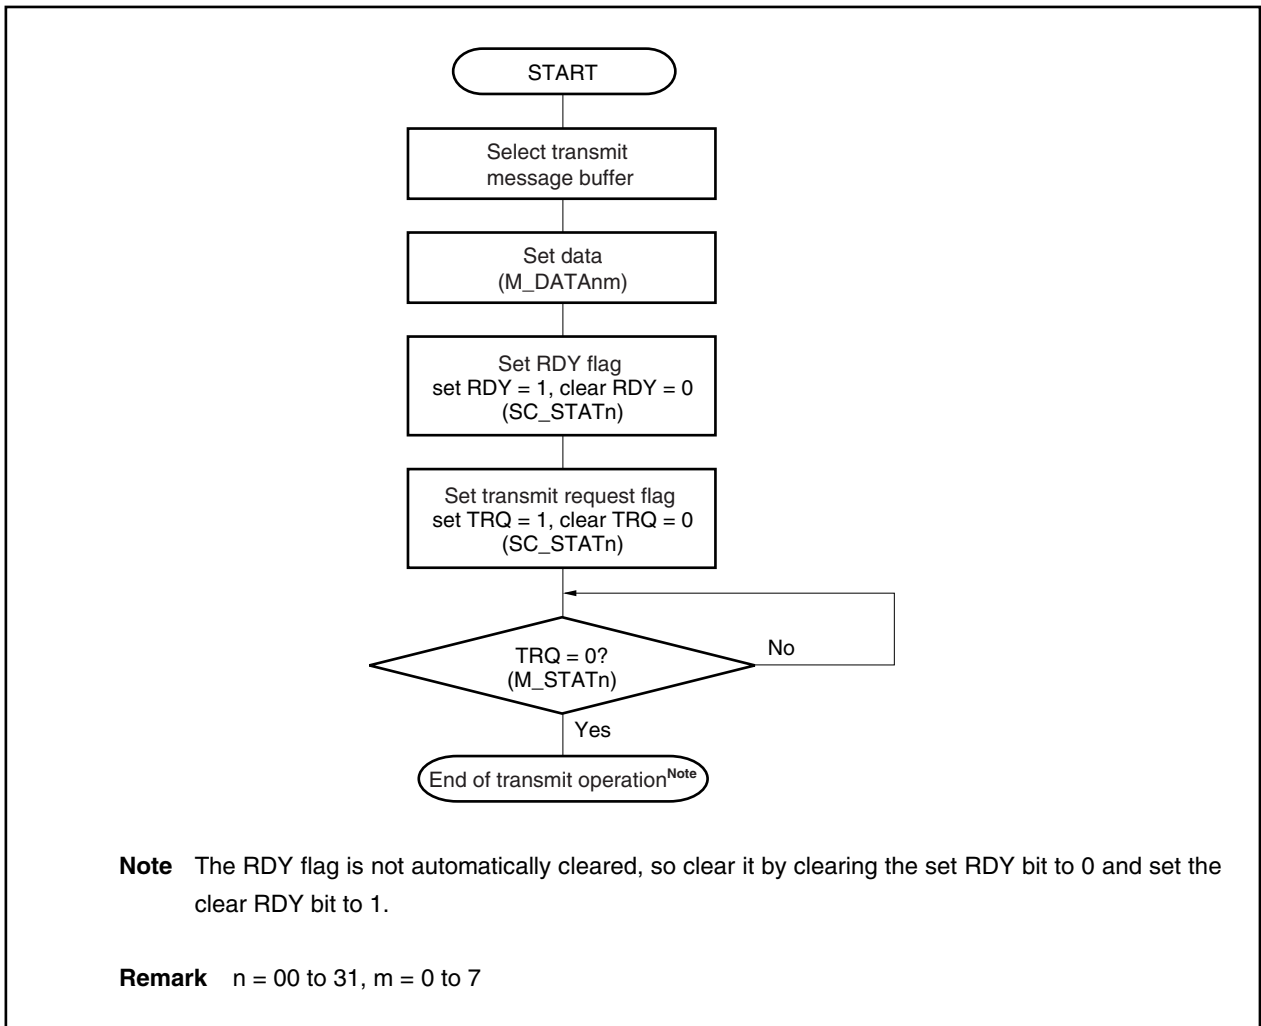 START
Select transmit
message buffer
Set data
(M_DATAnm)
Set RDY flag
set RDY = 1, clear RDY = 0
(SC_STATn)
Set transmit request flag
set TRQ = 1, clear TRQ = 0
(SC_STATn)
TRQ = 0?
(M_STATn)
No
Yes
End of transmit operationNote
Note The RDY flag is not automatically cleared, so clear it by clearing the set RDY bit to 0 and set the
clear RDY bit to 1.
Remark n = 00 to 31, m = 0 to 7